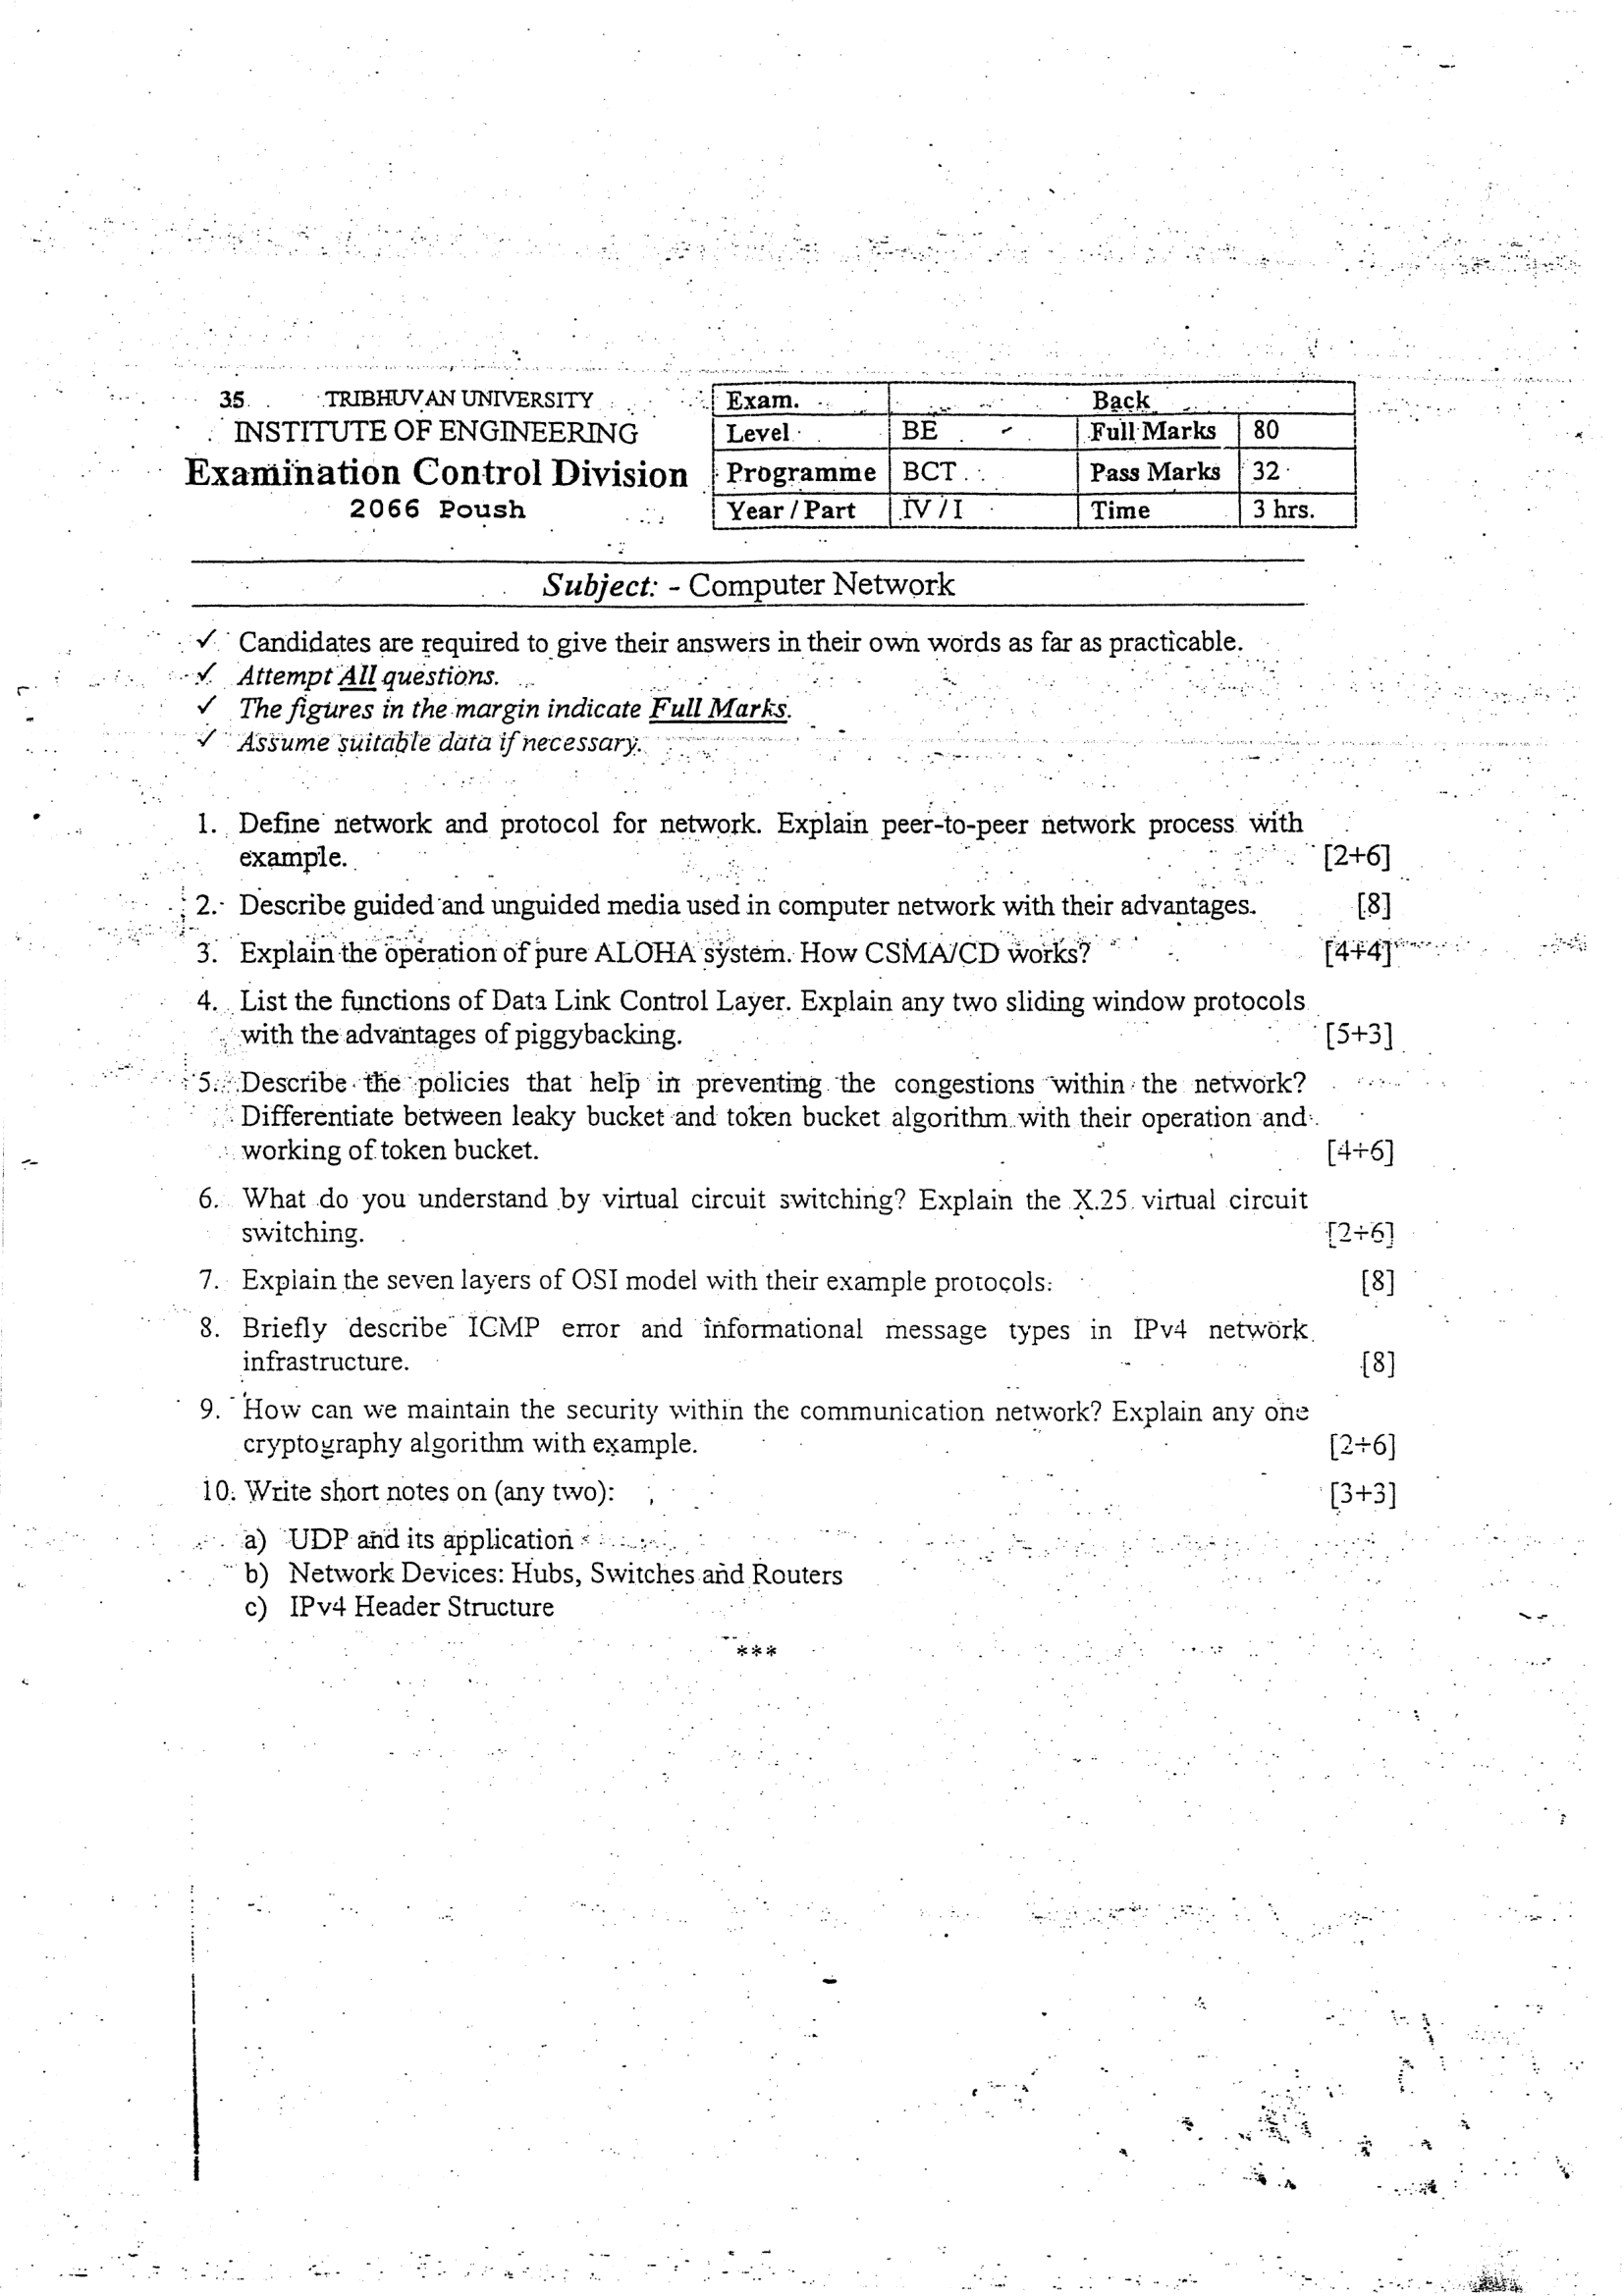 35. TRIBHUVAN UNIVERSITY
INSTITUTE OF ENGINEERING
Examination Control Division
2066 Poush
Exam. Back
Level BE Full Marks 80
Programme BCT Pass Marks 32
Year / Part IV / I Time 3 hrs.
Subject: - Computer Network
✓ Candidates are required to give their answers in their own words as far as practicable.
✓ Attempt All questions.
✓ The figures in the margin indicate Full Marks.
✓ Assume suitable data if necessary.
1. Define network and protocol for network. Explain peer-to-peer network process with
example. [2+6]
2. Describe guided and unguided media used in computer network with their advantages. [8]
3. Explain the operation of pure ALOHA system. How CSMA/CD works? [4+4]
4. List the functions of Data Link Control Layer. Explain any two sliding window protocols
with the advantages of piggybacking. [5+3]
5. Describe the policies that help in preventing the congestions within the network?
Differentiate between leaky bucket and token bucket algorithm with their operation and
working of token bucket. [4+6]
6. What do you understand by virtual circuit switching? Explain the X.25 virtual circuit
switching. [2+6]
7. Explain the seven layers of OSI model with their example protocols: [8]
8. Briefly describe ICMP error and informational message types in IPv4 network
infrastructure. [8]
9. How can we maintain the security within the communication network? Explain any one
cryptography algorithm with example. [2+6]
10. Write short notes on (any two): [3+3]
a) UDP and its application
b) Network Devices: Hubs, Switches and Routers
c) IPv4 Header Structure
***